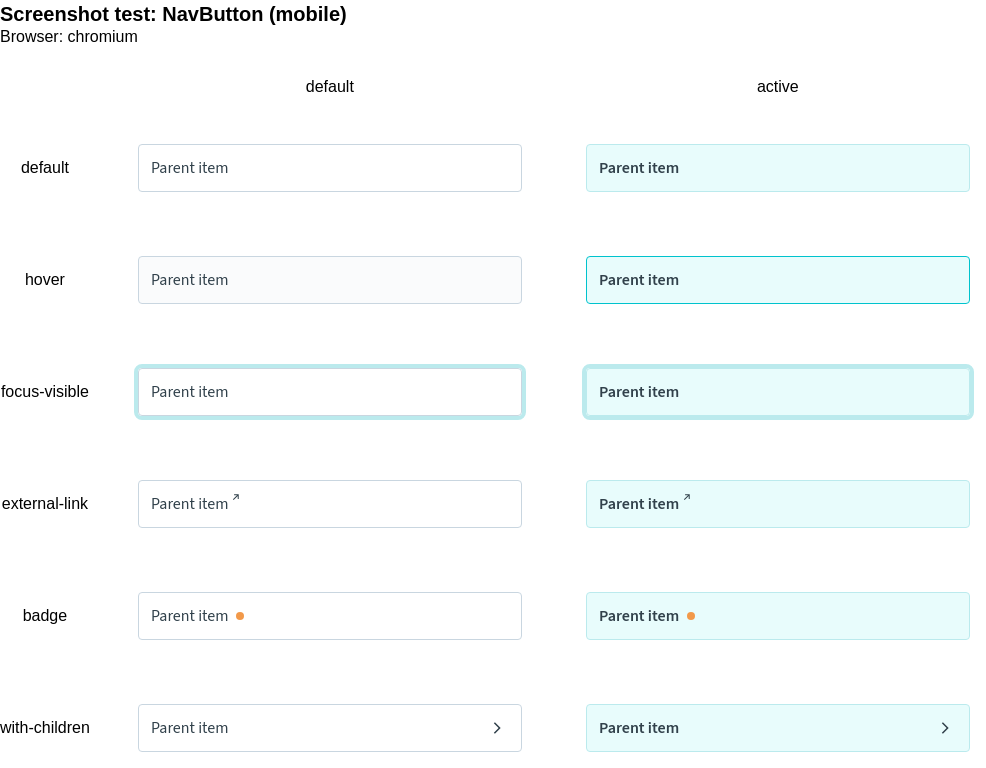 Screenshot test: NavButton (mobile)
Browser: chromium
default active
default Parent item Parent item
hover Parent item Parent item
focus-visible Parent item Parent item
external-link Parent item Parent item
badge Parent item Parent item
with-children Parent item Parent item